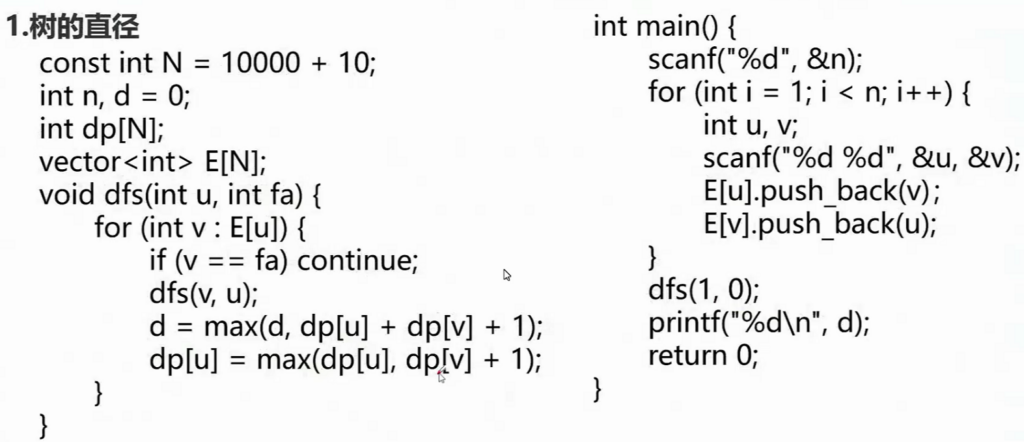 1.树的直径
const int N = 10000 + 10;
int n, d = 0;
int dp[N];
vector<int> E[N];
void dfs(int u, int fa) {
for (int v : E[u]) {
if (v == fa) continue;
dfs(v, u);
d = max(d, dp[u] + dp[v] + 1);
dp[u] = max(dp[u], dp[v] + 1);
}
}
int main() {
scanf("%d", &n);
for (int i = 1; i < n; i++) {
int u, v;
scanf("%d %d", &u, &v);
E[u].push_back(v);
E[v].push_back(u);
}
dfs(1, 0);
printf("%d\n", d);
return 0;
}